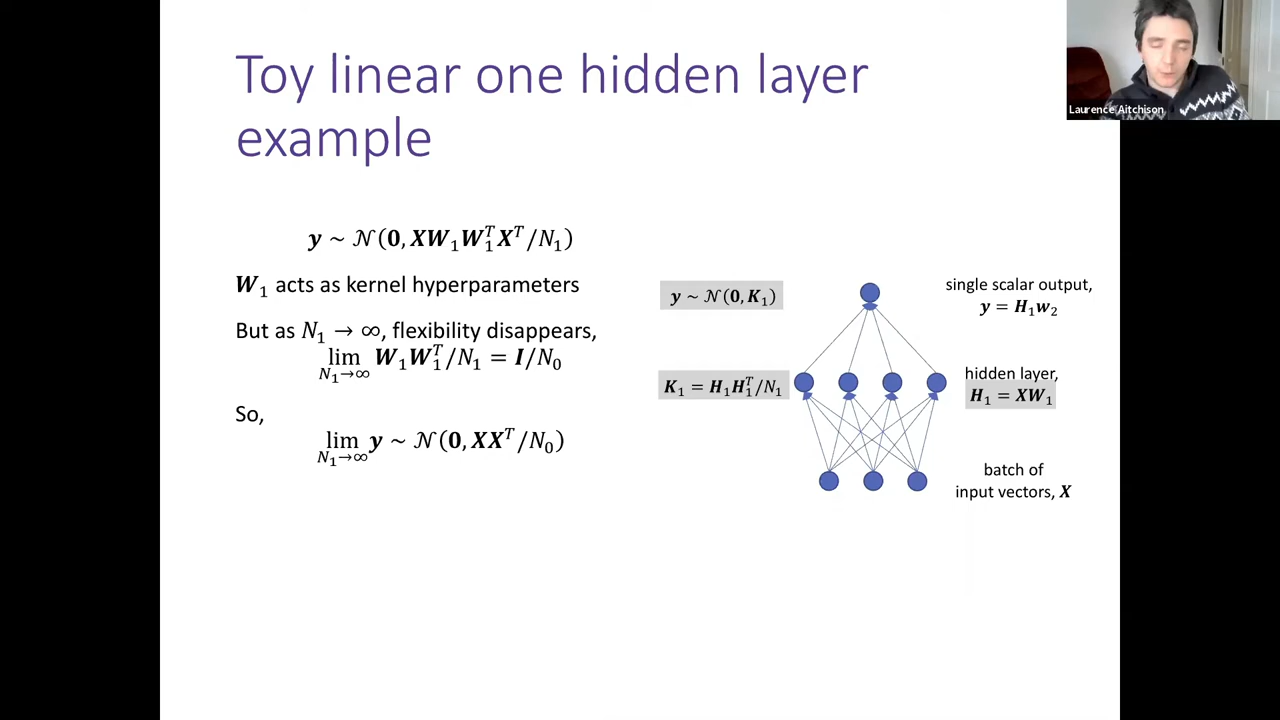 Toy linear one hidden layer
example
𝒚 ~ 𝒩(𝟎, 𝑿𝑾₁𝑾₁ᵀ𝑿ᵀ/𝑁₁)
𝑾₁ acts as kernel hyperparameters
But as 𝑁₁ → ∞, flexibility disappears,
lim 𝑾₁𝑾₁ᵀ/𝑁₁ = 𝑰/𝑁₀
𝑁₁→∞
So,
lim 𝒚 ~ 𝒩(𝟎, 𝑿𝑿ᵀ/𝑁₀)
𝑁₁→∞
𝒚 ~ 𝒩(𝟎, 𝑲₁)
𝑲₁ = 𝑯₁𝑯₁ᵀ/𝑁₁
single scalar output,
𝒚 = 𝑯₁𝒘₂
hidden layer,
𝑯₁ = 𝑿𝑾₁
batch of
input vectors, 𝑿
Laurence Aitchison